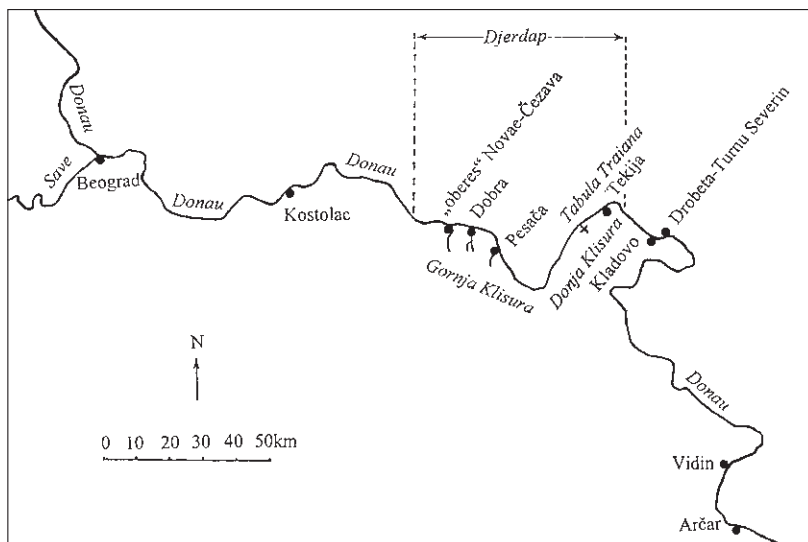 Djerdap
Donau
Save
Beograd
Donau
Kostolac
Donau
„oberes“ Novae-Čezava
Dobra
Pesača
Gornja Klisura
Tabula Traiana
Tekija
Donja Klisura
Kladovo
Drobeta-Turnu Severin
N
0 10 20 30 40 50km
Donau
Vidin
Arčar